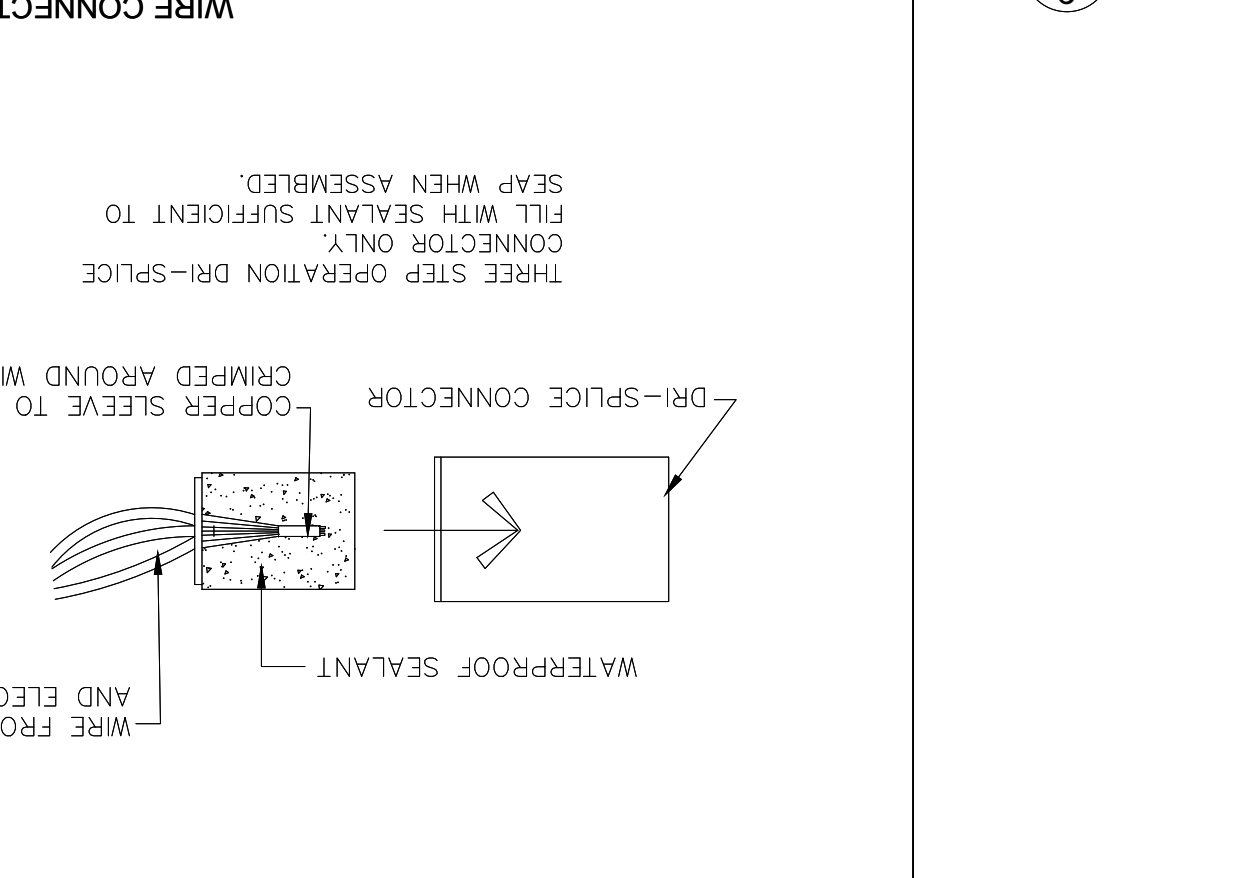 WIRE FRO
AND ELEC
WATERPROOF SEALANT
DRI-SPLICE CONNECTOR
COPPER SLEEVE TO
CRIMPED AROUND WI
THREE STEP OPERATION DRI-SPLICE
CONNECTOR ONLY.
FILL WITH SEALANT SUFFICIENT TO
SEAP WHEN ASSEMBLED.
WIRE CONNECT